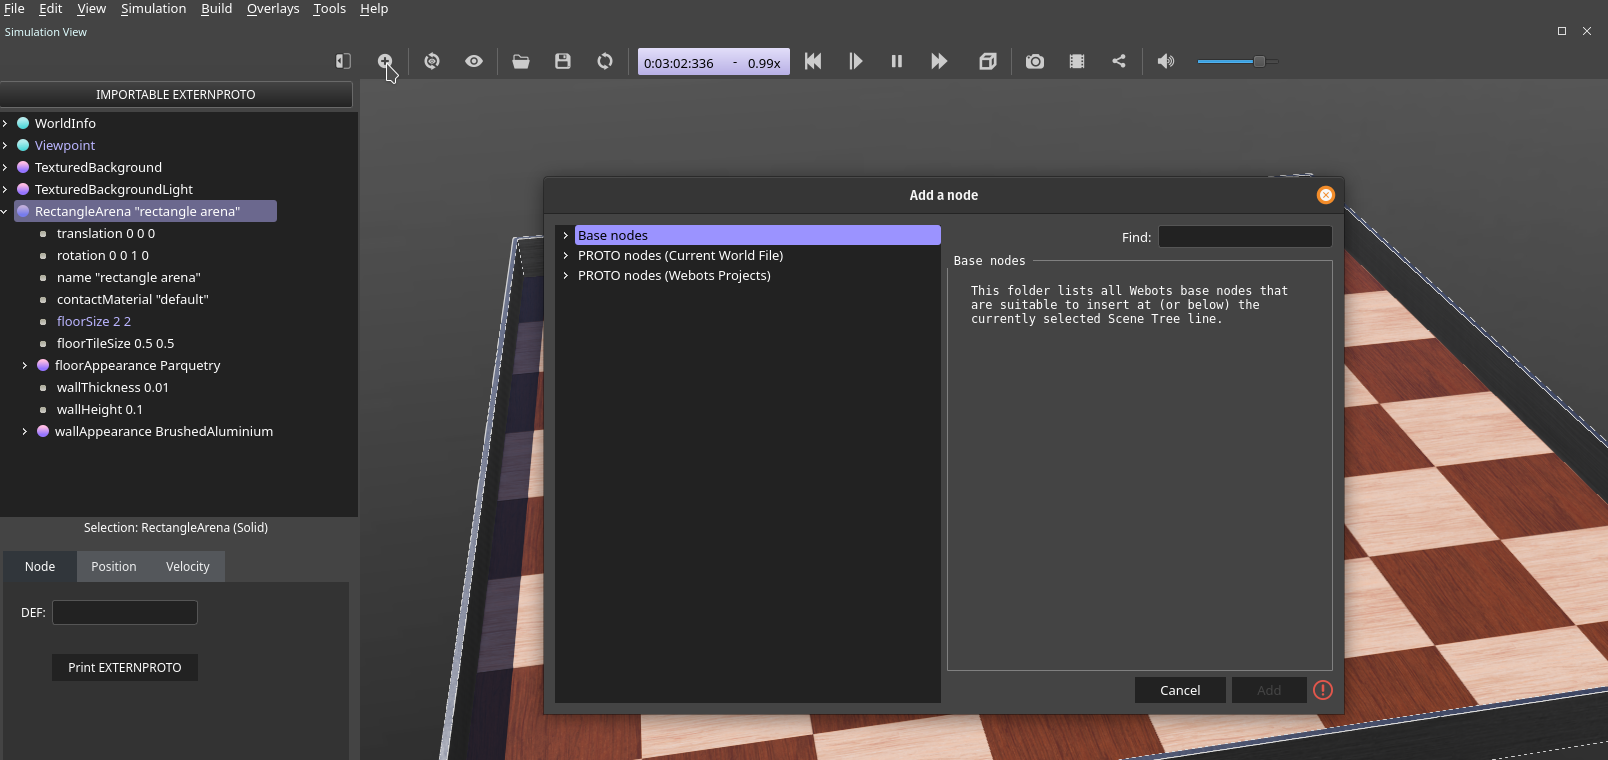 File Edit View Simulation Build Overlays Tools Help
Simulation View
0:03:02:336 - 0.99x
IMPORTABLE EXTERNPROTO
WorldInfo
Viewpoint
TexturedBackground
TexturedBackgroundLight
RectangleArena "rectangle arena"
translation 0 0 0
rotation 0 0 1 0
name "rectangle arena"
contactMaterial "default"
floorSize 2 2
floorTileSize 0.5 0.5
floorAppearance Parquetry
wallThickness 0.01
wallHeight 0.1
wallAppearance BrushedAluminium
Selection: RectangleArena (Solid)
Node Position Velocity
DEF:
Print EXTERNPROTO
Add a node
Base nodes
PROTO nodes (Current World File)
PROTO nodes (Webots Projects)
Find:
Base nodes
This folder lists all Webots base nodes that
are suitable to insert at (or below) the
currently selected Scene Tree line.
Cancel Add